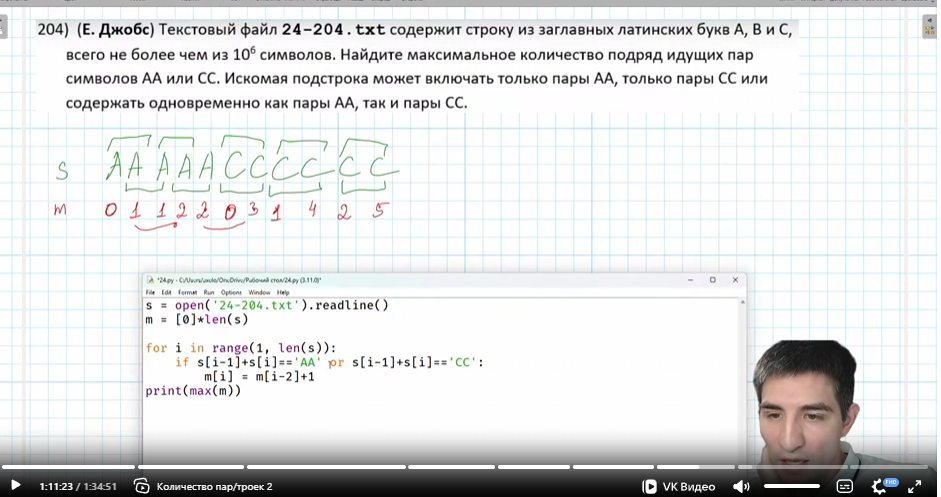 204) (Е. Джобс) Текстовый файл 24-204.txt содержит строку из заглавных латинских букв A, B и C,
всего не более чем из 10⁶ символов. Найдите максимальное количество подряд идущих пар
символов AA или CC. Искомая подстрока может включать только пары AA, только пары CC или
содержать одновременно как пары AA, так и пары CC.
S A A A A A C C C C C C
m 0 1 1 2 2 0 3 1 4 2 5
*24.py - C:/Users/ /OneDrive/Рабочий стол/24.py (3.11.0)*
File Edit Format Run Options Window Help
s = open('24-204.txt').readline()
m = [0]*len(s)
for i in range(1, len(s)):
if s[i-1]+s[i]=='AA' or s[i-1]+s[i]=='CC':
m[i] = m[i-2]+1
print(max(m))
1:11:23 / 1:34:51 Количество пар/троек 2 VK Видео FHD